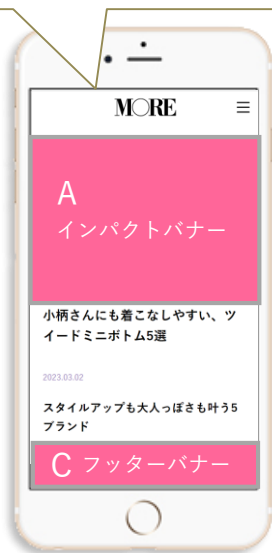 MORE
A
インパクトバナー
小柄さんにも着こなしやすい、ツ
イードミニボトム5選
2023.03.02
スタイルアップも大人っぽさも叶う5
ブランド
C フッターバナー